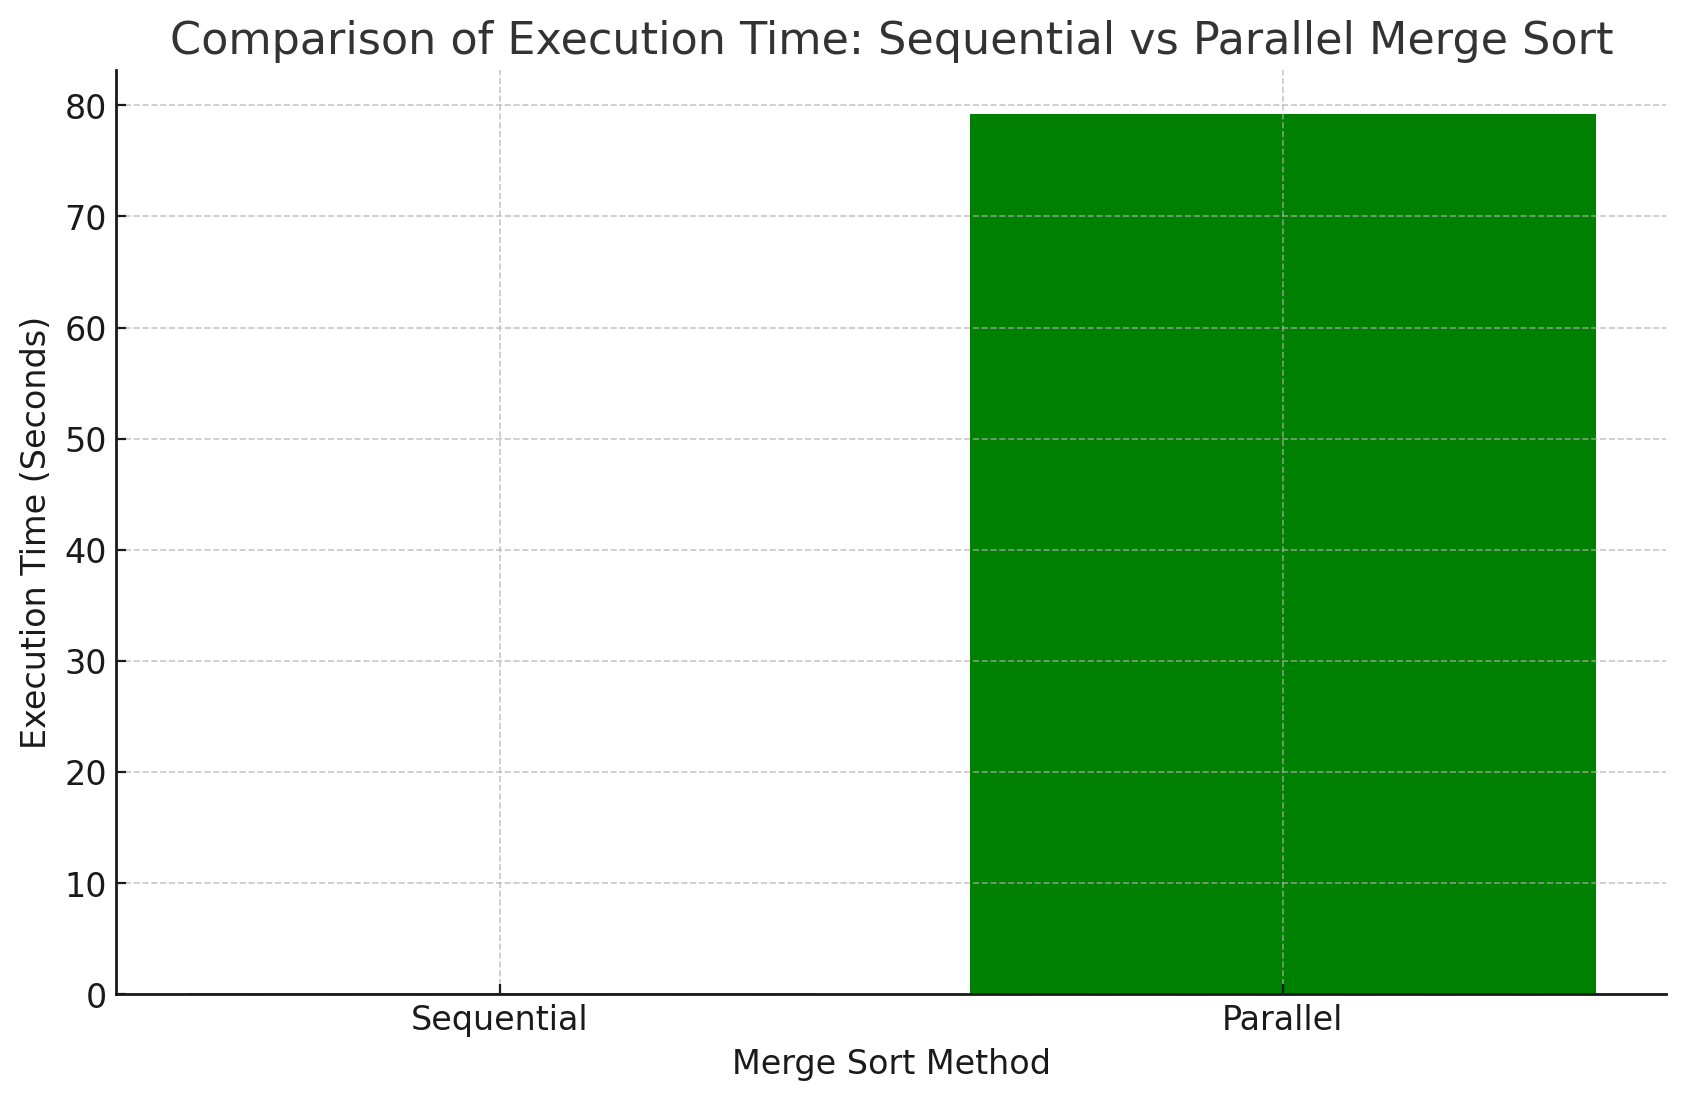 Comparison of Execution Time: Sequential vs Parallel Merge Sort
Execution Time (Seconds)
80
70
60
50
40
30
20
10
0
Sequential
Parallel
Merge Sort Method